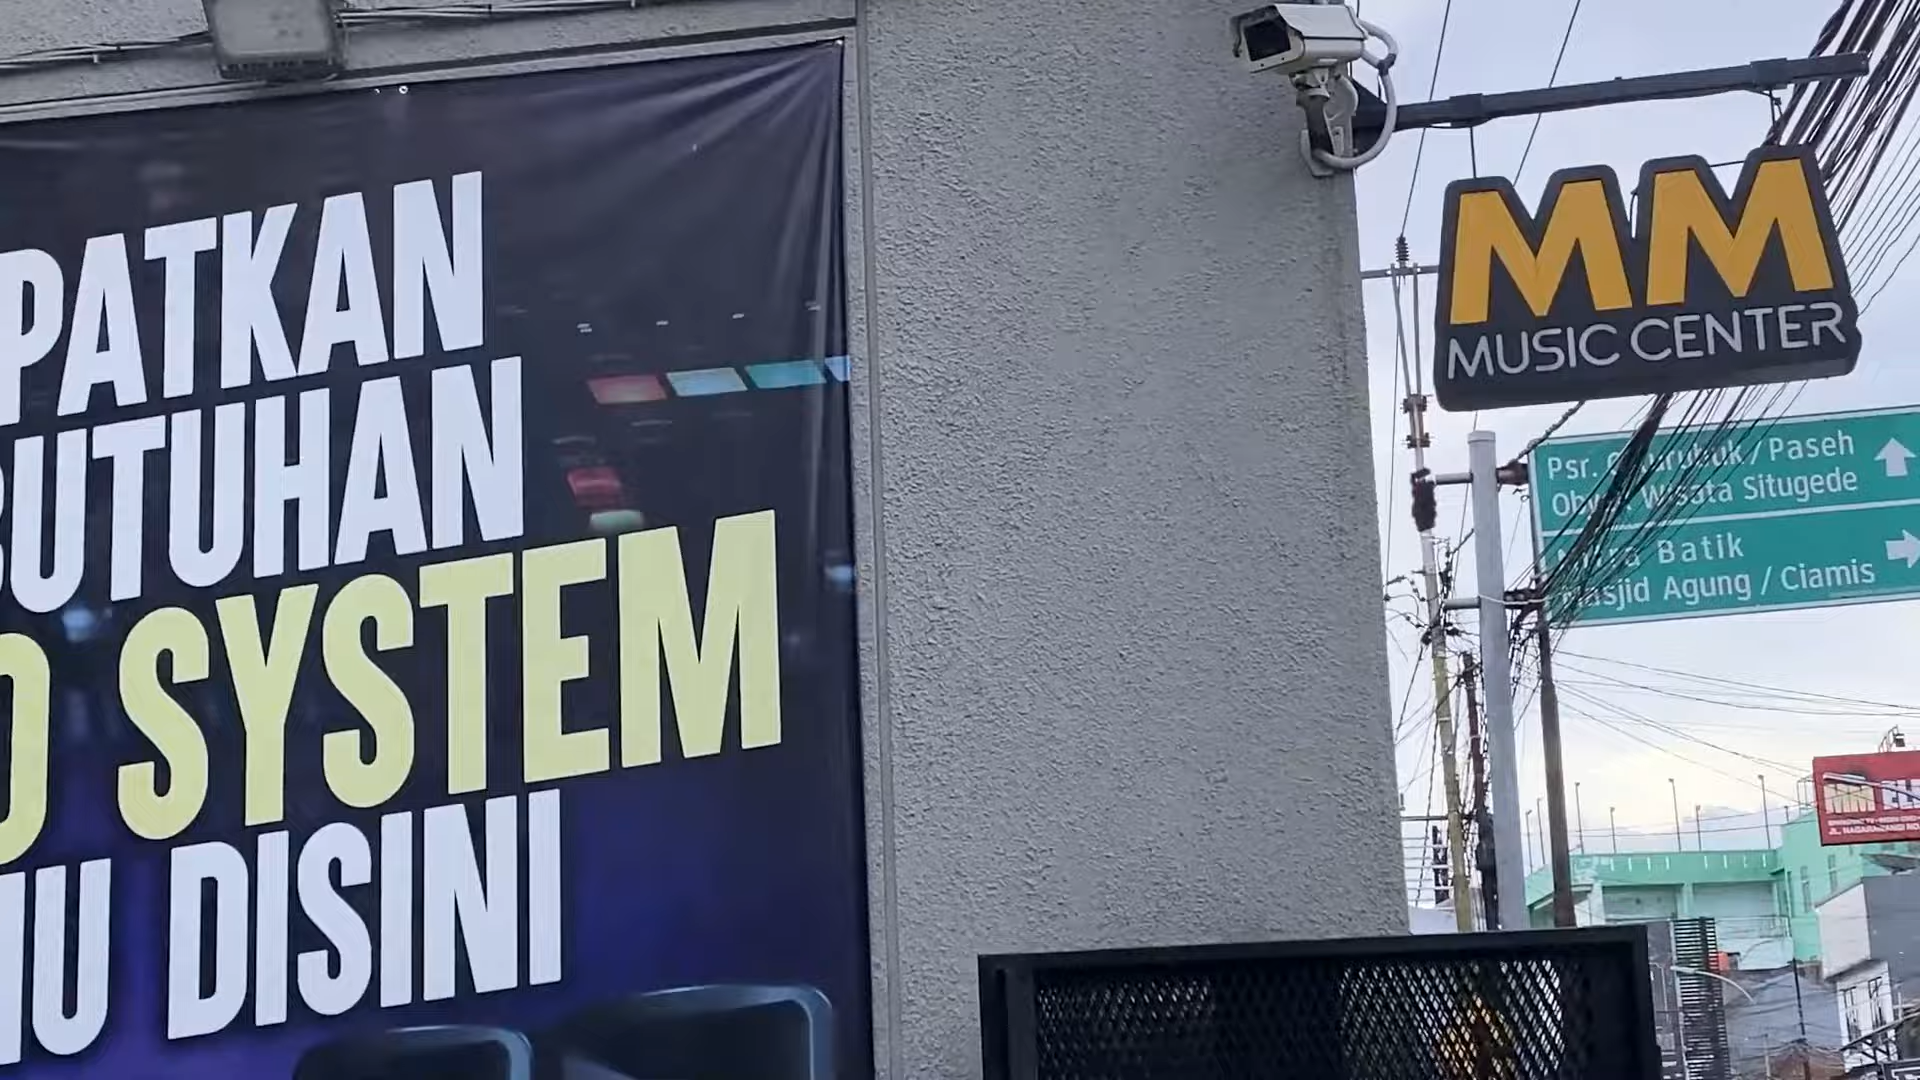 PATKAN
BUTUHAN
SYSTEM
DISINI
MM
MUSIC CENTER
Psr. / Paseh
Wisata Situgede
Batik
Masjid Agung / Ciamis